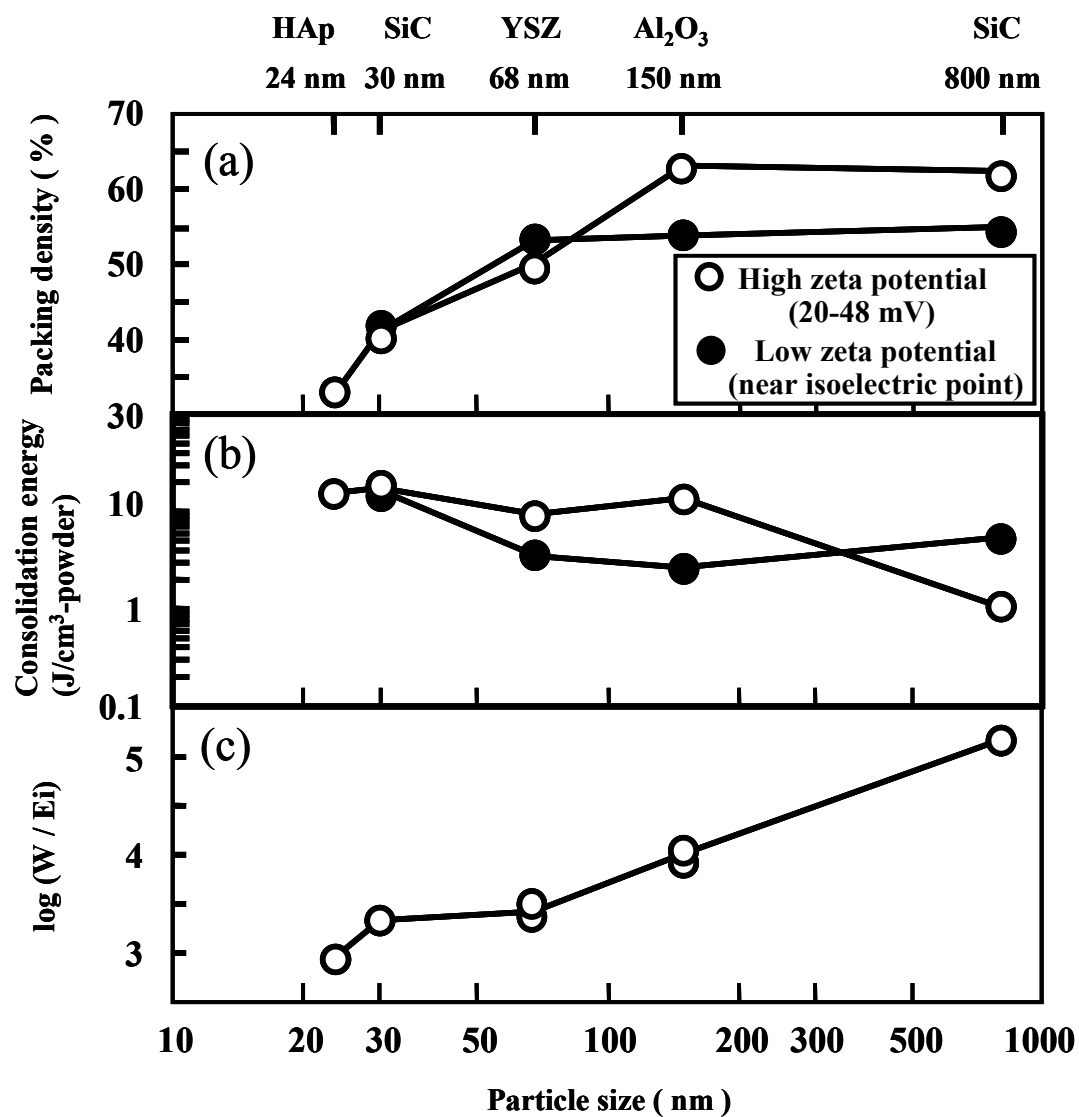 HAp SiC YSZ Al₂O₃ SiC
24 nm 30 nm 68 nm 150 nm 800 nm
Packing density ( % )
70
60
50
40
30
(a)
High zeta potential
(20-48 mV)
Low zeta potential
(near isoelectric point)
Consolidation energy
(J/cm³-powder)
10
1
0.1
(b)
log (W / Ei)
5
4
3
(c)
10 20 30 50 100 200 300 500 1000
Particle size ( nm )